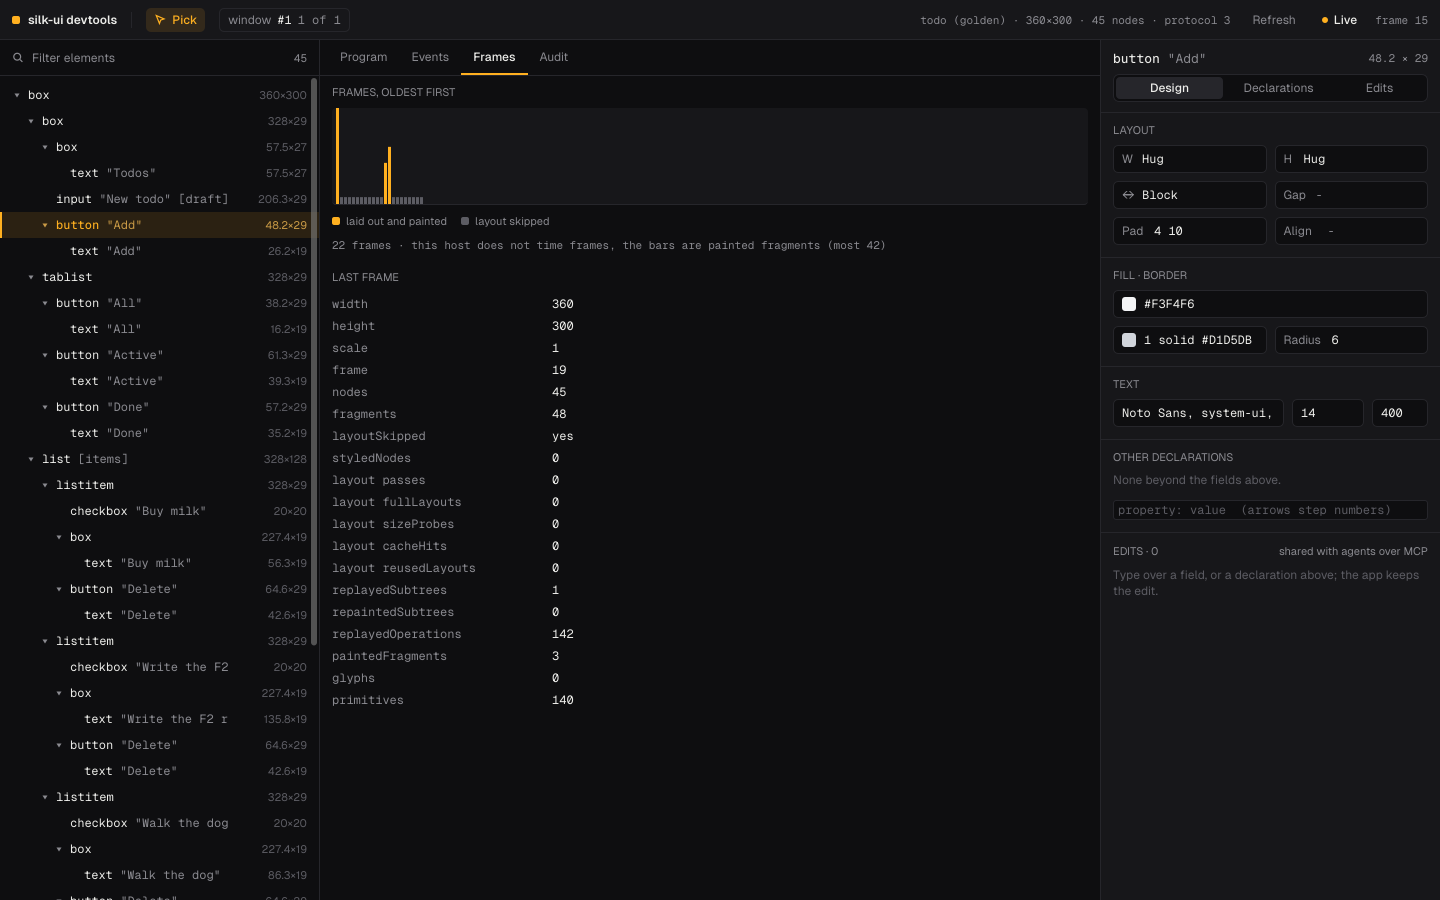 silk-ui devtools
Pick
window #1 1 of 1
todo (golden) · 360×300 · 45 nodes · protocol 3
Refresh
Live
frame 15
Filter elements
45
box 360×300
box 328×29
box 57.5×27
text "Todos" 57.5×27
input "New todo" [draft] 206.3×29
button "Add" 48.2×29
text "Add" 26.2×19
tablist 328×29
button "All" 38.2×29
text "All" 16.2×19
button "Active" 61.3×29
text "Active" 39.3×19
button "Done" 57.2×29
text "Done" 35.2×19
list [items] 328×128
listitem 328×29
checkbox "Buy milk" 20×20
box 227.4×19
text "Buy milk" 56.3×19
button "Delete" 64.6×29
text "Delete" 42.6×19
listitem 328×29
checkbox "Write the F2 20×20
box 227.4×19
text "Write the F2 r 135.8×19
button "Delete" 64.6×29
text "Delete" 42.6×19
listitem 328×29
checkbox "Walk the dog 20×20
box 227.4×19
text "Walk the dog" 86.3×19
button "Delete" 64.6×29
Program
Events
Frames
Audit
FRAMES, OLDEST FIRST
laid out and painted
layout skipped
22 frames · this host does not time frames, the bars are painted fragments (most 42)
LAST FRAME
width 360
height 300
scale 1
frame 19
nodes 45
fragments 48
layoutSkipped yes
styledNodes 0
layout passes 0
layout fullLayouts 0
layout sizeProbes 0
layout cacheHits 0
layout reusedLayouts 0
replayedSubtrees 1
repaintedSubtrees 0
replayedOperations 142
paintedFragments 3
glyphs 0
primitives 140
button "Add" 48.2 × 29
Design
Declarations
Edits
LAYOUT
W Hug
H Hug
Block
Gap -
Pad 4 10
Align -
FILL · BORDER
#F3F4F6
1 solid #D1D5DB
Radius 6
TEXT
Noto Sans, system-ui,
14
400
OTHER DECLARATIONS
None beyond the fields above.
property: value (arrows step numbers)
EDITS · 0
shared with agents over MCP
Type over a field, or a declaration above; the app keeps
the edit.